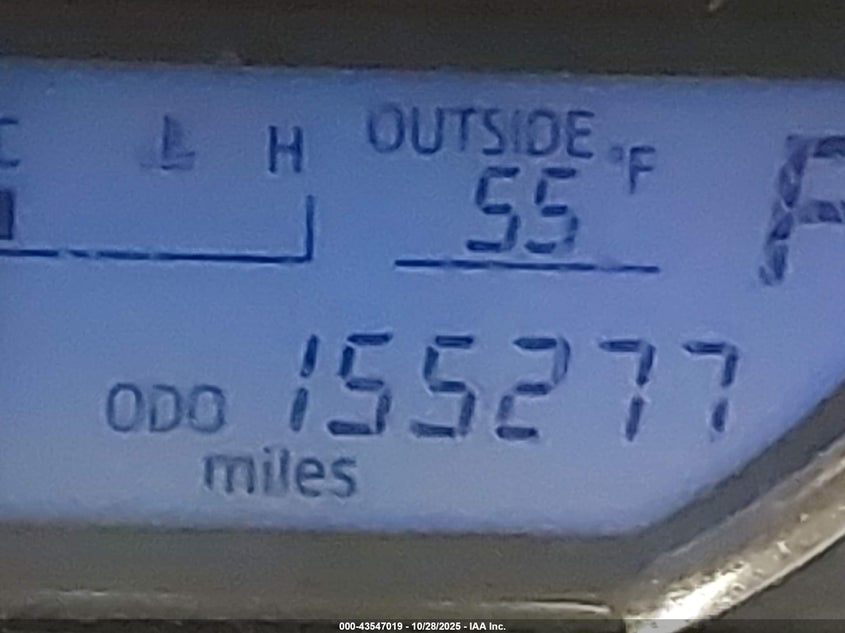 C H OUTSIDE °F
55
P
ODO 155277
miles
000-43547019 - 10/28/2025 - IAA Inc.